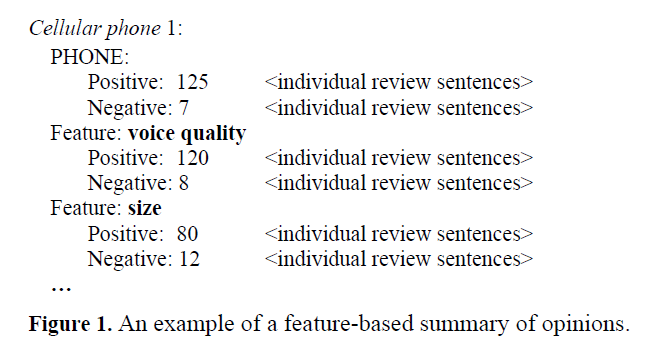 Cellular phone 1:
PHONE:
Positive: 125 <individual review sentences>
Negative: 7 <individual review sentences>
Feature: voice quality
Positive: 120 <individual review sentences>
Negative: 8 <individual review sentences>
Feature: size
Positive: 80 <individual review sentences>
Negative: 12 <individual review sentences>
…
Figure 1. An example of a feature-based summary of opinions.